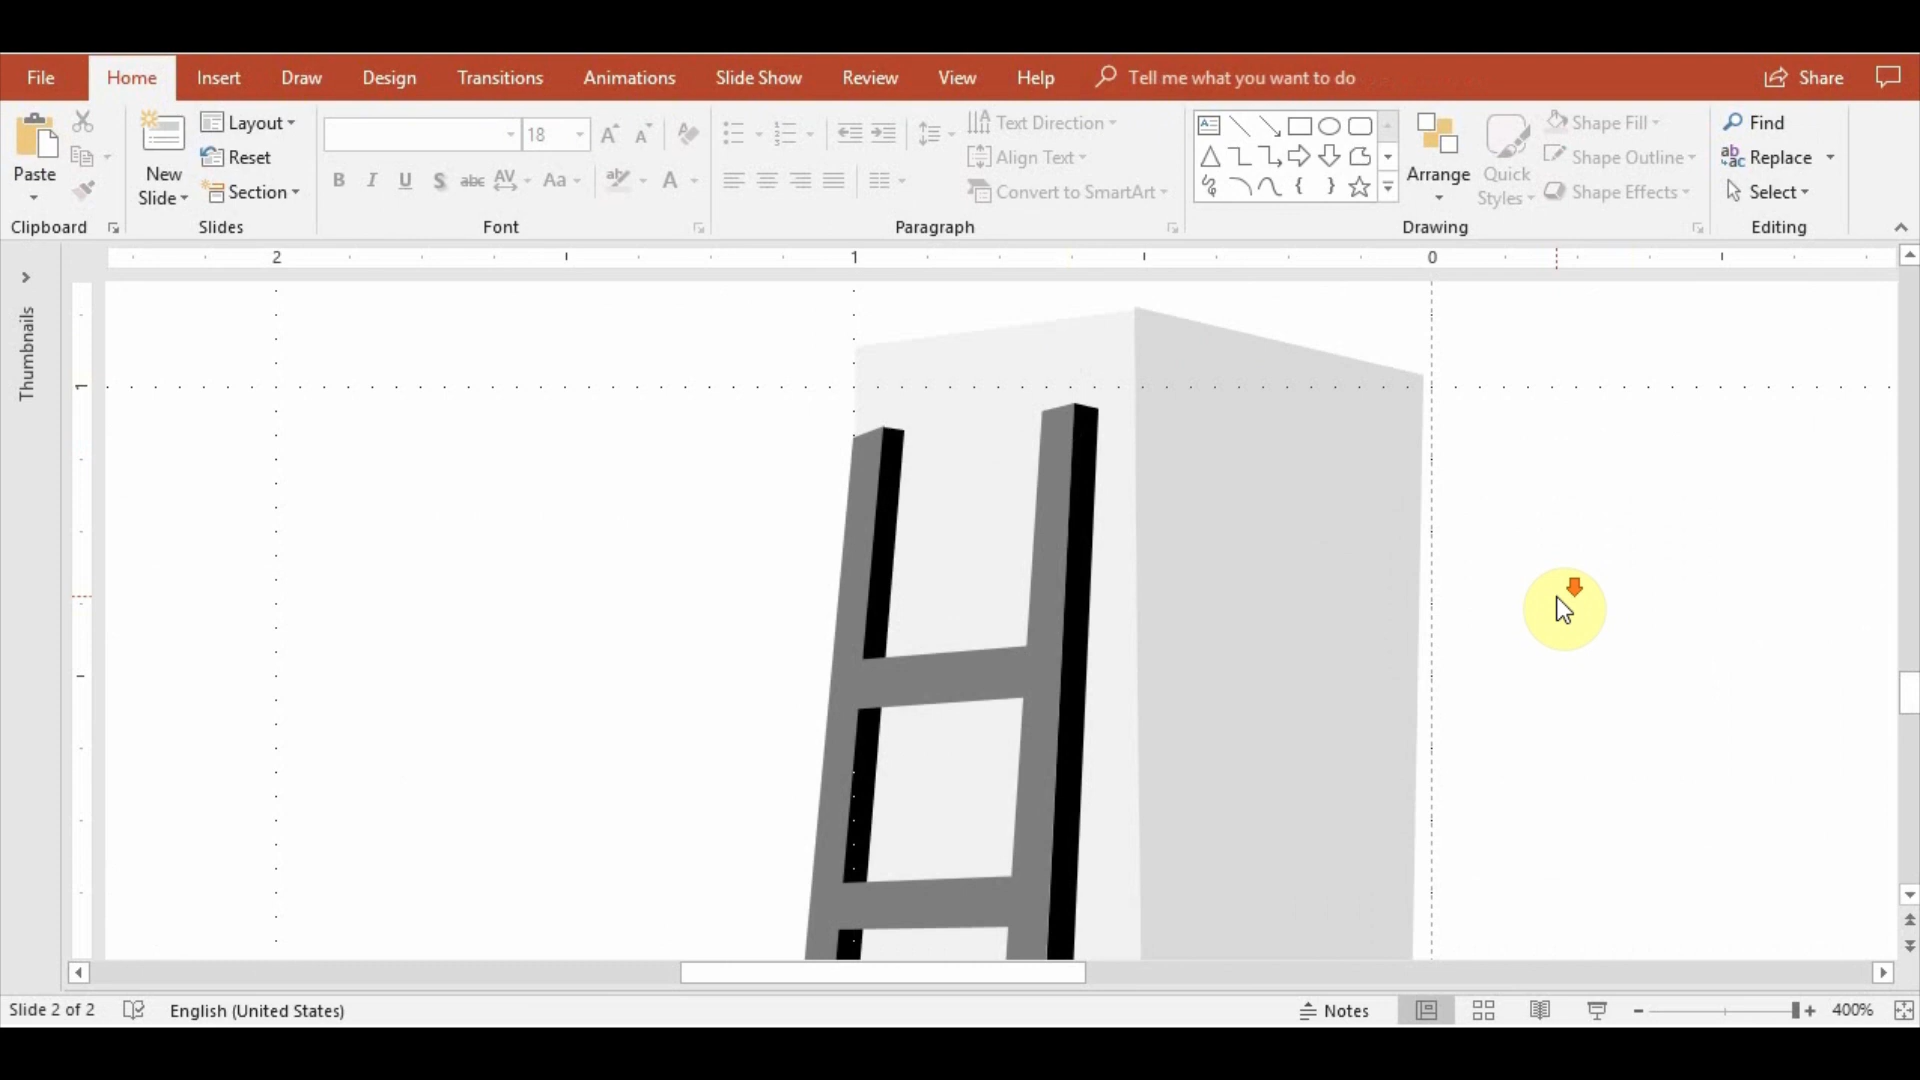 File Home Insert Draw Design Transitions Animations Slide Show Review View Help Tell me what you want to do Share
Paste
Clipboard
New Slide
Layout
Reset
Section
Slides
18
B I U S abc AV Aa A
Font
Text Direction
Align Text
Convert to SmartArt
Paragraph
Arrange
Quick Styles
Shape Fill
Shape Outline
Shape Effects
Drawing
Find
Replace
Select
Editing
2 1 0
Thumbnails
1
Slide 2 of 2 English (United States) Notes 400%